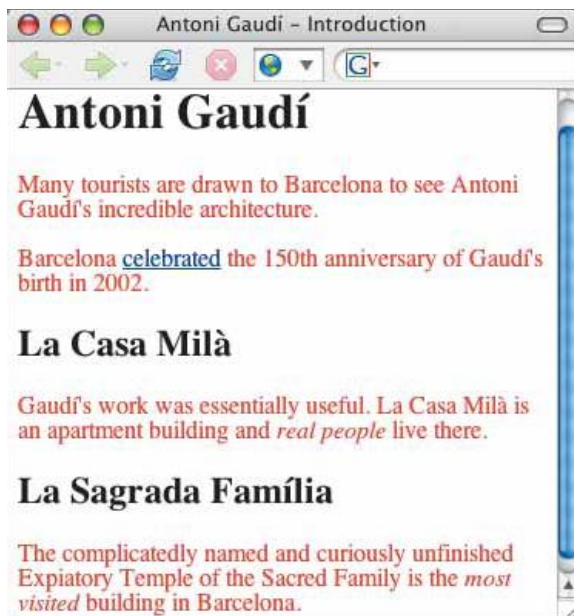 Antoni Gaudí – Introduction
G
Antoni Gaudí
Many tourists are drawn to Barcelona to see Antoni
Gaudí's incredible architecture.
Barcelona celebrated the 150th anniversary of Gaudí's
birth in 2002.
La Casa Milà
Gaudí's work was essentially useful. La Casa Milà is
an apartment building and real people live there.
La Sagrada Família
The complicatedly named and curiously unfinished
Expiatory Temple of the Sacred Family is the most
visited building in Barcelona.